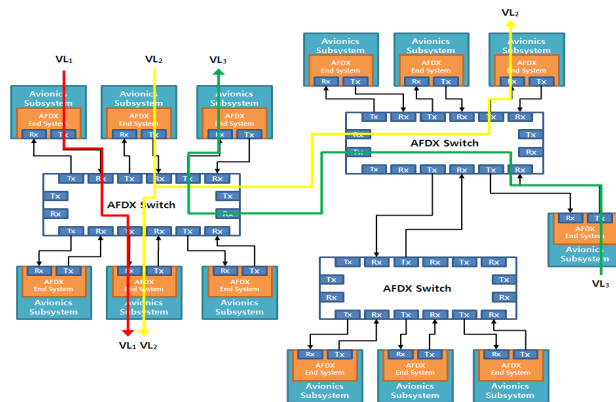 VL₁
VL₂
VL₃
Avionics
Subsystem
AFDX
End System
Rx Tx
Avionics
Subsystem
AFDX
End System
Rx Tx
Avionics
Subsystem
AFDX
End System
Rx Tx
Tx Rx Tx Rx Tx Rx
Tx
Rx
AFDX Switch
Tx
Rx
Tx Rx Tx Rx Tx Rx
Rx Tx
AFDX
End System
Avionics
Subsystem
Rx Tx
AFDX
End System
Avionics
Subsystem
Rx Tx
AFDX
End System
Avionics
Subsystem
VL₁ VL₂
VL₂
Avionics
Subsystem
AFDX
End System
Rx Tx
Avionics
Subsystem
AFDX
End System
Rx Tx
Avionics
Subsystem
AFDX
End System
Rx Tx
Tx Rx Tx Rx Tx Rx
Rx
Tx
AFDX Switch
Tx
Rx
Tx Rx Tx Rx Tx Rx
Rx Tx
AFDX
End System
Avionics
Subsystem
VL₃
Tx Rx Tx Rx Tx Rx
Tx
Rx
AFDX Switch
Tx
Rx
Tx Rx Tx Rx Tx Rx
Rx Tx
AFDX
End System
Avionics
Subsystem
Rx Tx
AFDX
End System
Avionics
Subsystem
Rx Tx
AFDX
End System
Avionics
Subsystem